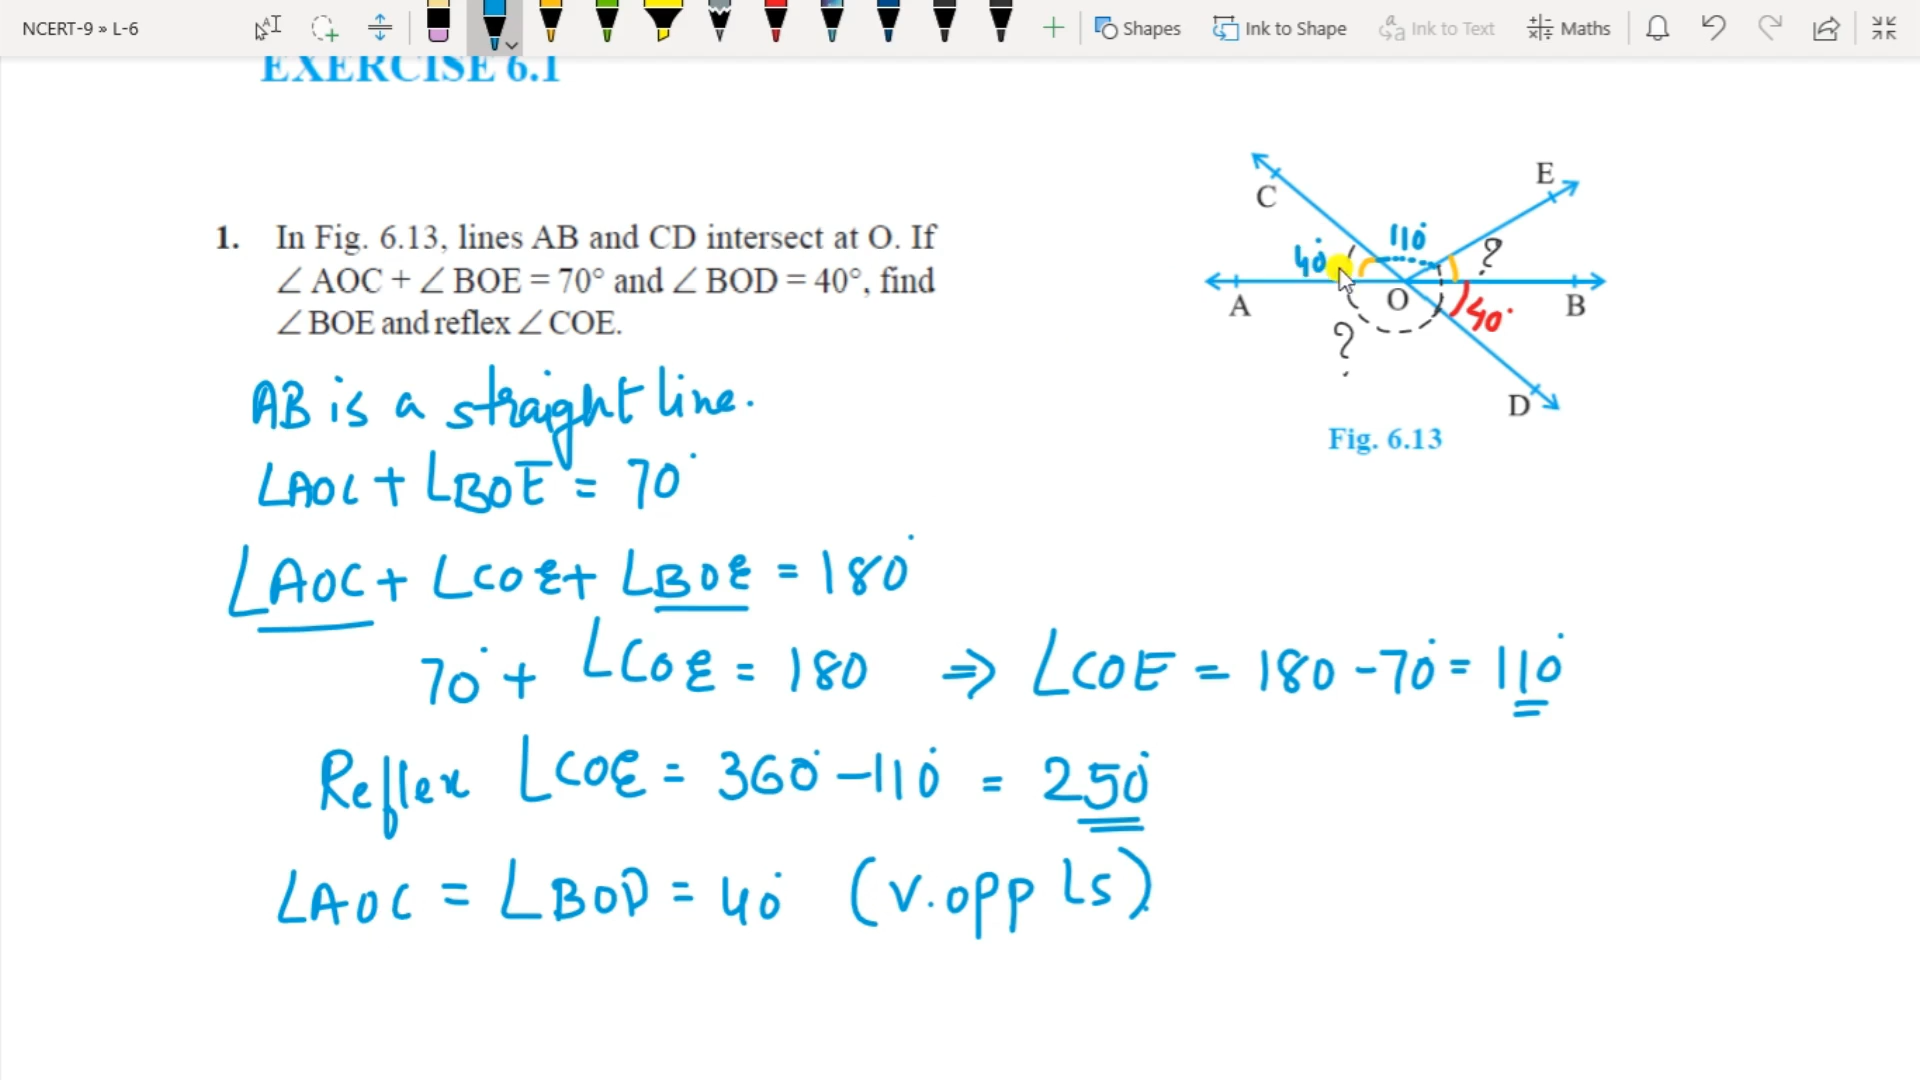 NCERT-9 » L-6
Shapes
Ink to Shape
Ink to Text
Maths
EXERCISE 6.1
1. In Fig. 6.13, lines AB and CD intersect at O. If
∠ AOC + ∠ BOE = 70° and ∠ BOD = 40°, find
∠ BOE and reflex ∠ COE.
C
E
110°
40°
?
A
O
B
40°
?
D
Fig. 6.13
AB is a straight line.
∠AOC + ∠BOE = 70°
∠AOC + ∠COE + ∠BOE = 180°
70° + ∠COE = 180 ⇒ ∠COE = 180 - 70° = 110°
Reflex ∠COE = 360° - 110° = 250°
∠AOC = ∠BOD = 40° (V.opp ∠s)